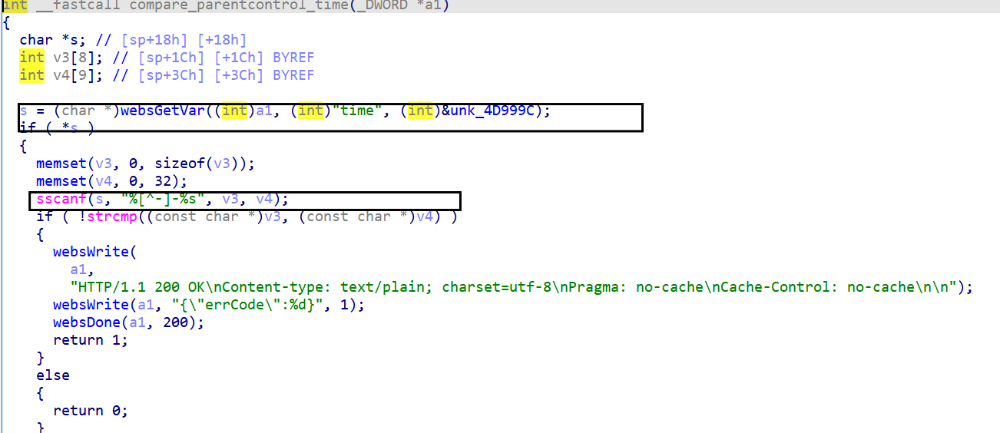 int __fastcall compare_parentcontrol_time(_DWORD *a1)
{
char *s; // [sp+18h] [+18h]
int v3[8]; // [sp+1Ch] [+1Ch] BYREF
int v4[9]; // [sp+3Ch] [+3Ch] BYREF
s = (char *)websGetVar((int)a1, (int)"time", (int)&unk_4D999C);
if ( *s )
{
memset(v3, 0, sizeof(v3));
memset(v4, 0, 32);
sscanf(s, "%[^-]-%s", v3, v4);
if ( !strcmp((const char *)v3, (const char *)v4) )
{
websWrite(
a1,
"HTTP/1.1 200 OK\nContent-type: text/plain; charset=utf-8\nPragma: no-cache\nCache-Control: no-cache\n\n");
websWrite(a1, "{\"errCode\":%d}", 1);
websDone(a1, 200);
return 1;
}
else
{
return 0;
}